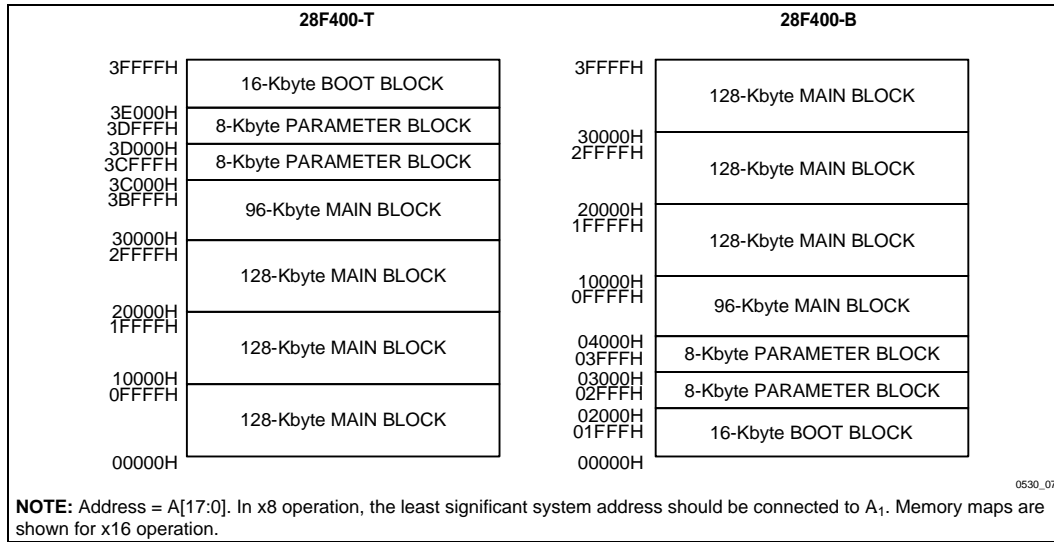 28F400-T
3FFFFH
16-Kbyte BOOT BLOCK
3E000H
3DFFFH
8-Kbyte PARAMETER BLOCK
3D000H
3CFFFH
8-Kbyte PARAMETER BLOCK
3C000H
3BFFFH
96-Kbyte MAIN BLOCK
30000H
2FFFFH
128-Kbyte MAIN BLOCK
20000H
1FFFFH
128-Kbyte MAIN BLOCK
10000H
0FFFFH
128-Kbyte MAIN BLOCK
00000H
28F400-B
3FFFFH
128-Kbyte MAIN BLOCK
30000H
2FFFFH
128-Kbyte MAIN BLOCK
20000H
1FFFFH
128-Kbyte MAIN BLOCK
10000H
0FFFFH
96-Kbyte MAIN BLOCK
04000H
03FFFH
8-Kbyte PARAMETER BLOCK
03000H
02FFFH
8-Kbyte PARAMETER BLOCK
02000H
01FFFH
16-Kbyte BOOT BLOCK
00000H
0530_07
NOTE: Address = A[17:0]. In x8 operation, the least significant system address should be connected to A₁. Memory maps are
shown for x16 operation.